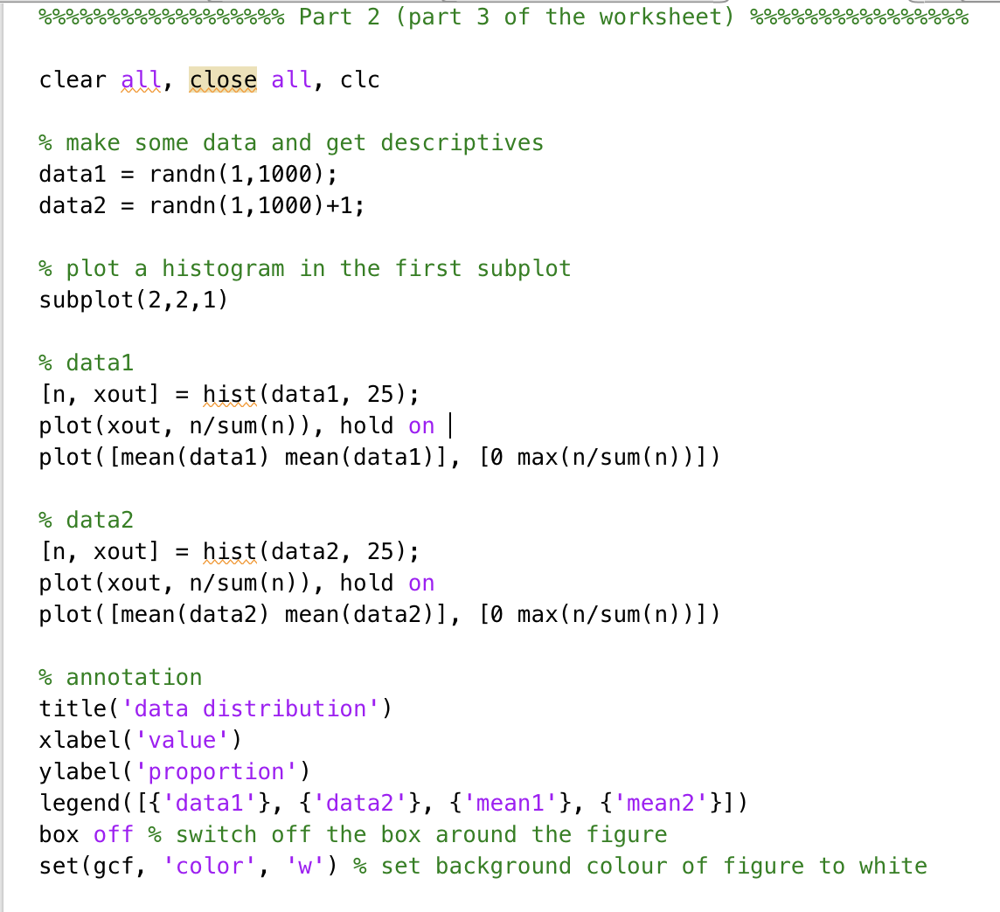 %%%%%%%%%%%%%%%%%% Part 2 (part 3 of the worksheet) %%%%%%%%%%%%%%%%
clear all, close all, clc
% make some data and get descriptives
data1 = randn(1,1000);
data2 = randn(1,1000)+1;
% plot a histogram in the first subplot
subplot(2,2,1)
% data1
[n, xout] = hist(data1, 25);
plot(xout, n/sum(n)), hold on
plot([mean(data1) mean(data1)], [0 max(n/sum(n))])
% data2
[n, xout] = hist(data2, 25);
plot(xout, n/sum(n)), hold on
plot([mean(data2) mean(data2)], [0 max(n/sum(n))])
% annotation
title('data distribution')
xlabel('value')
ylabel('proportion')
legend([{'data1'}, {'data2'}, {'mean1'}, {'mean2'}])
box off % switch off the box around the figure
set(gcf, 'color', 'w') % set background colour of figure to white